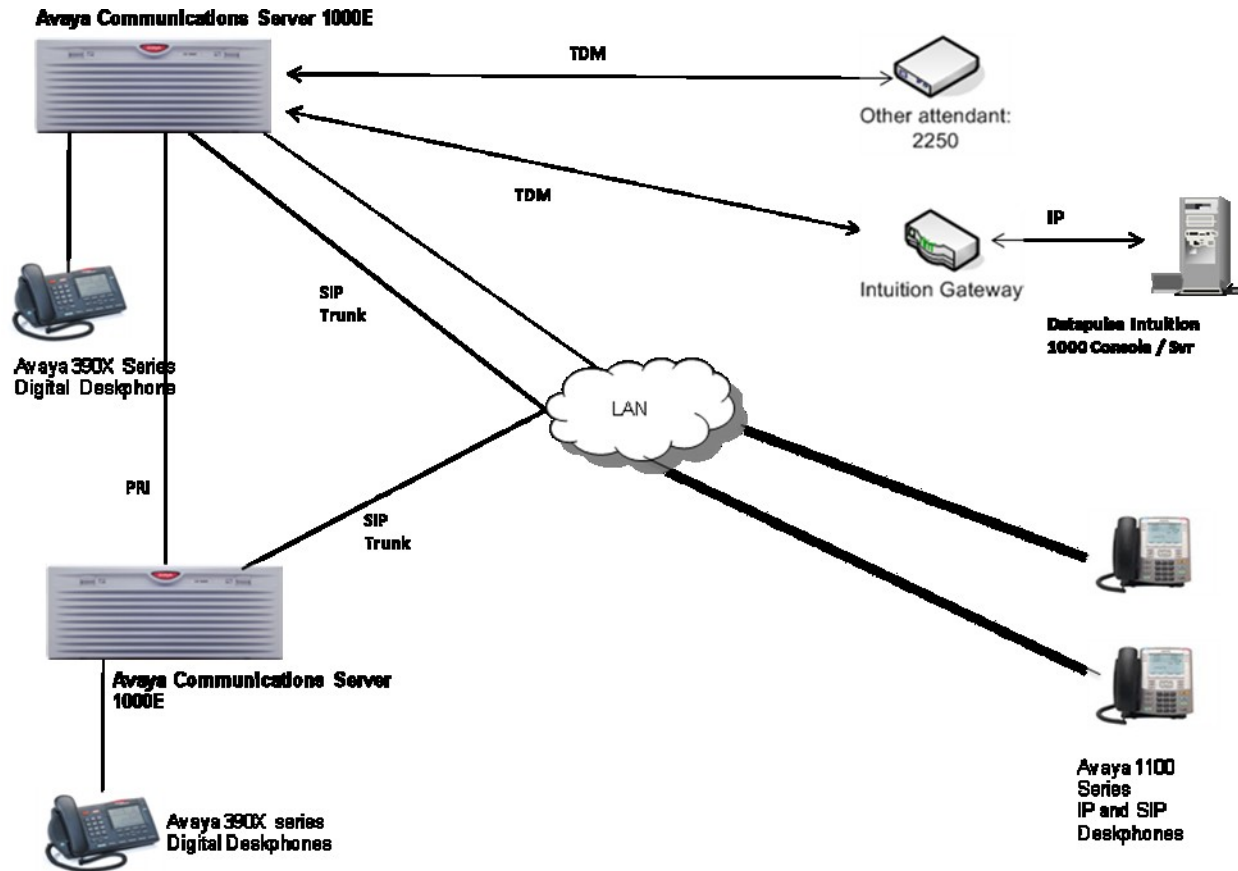 Avaya Communications Server 1000E
TDM
Other attendant:
2250
TDM
IP
Intuition Gateway
Datapulse Intuition
1000 Console / Svr
SIP
Trunk
Avaya 390X Series
Digital Deskphone
LAN
PRI
SIP
Trunk
Avaya Communications Server
1000E
Avaya 1100
Series
IP and SIP
Deskphones
Avaya 390X series
Digital Deskphones